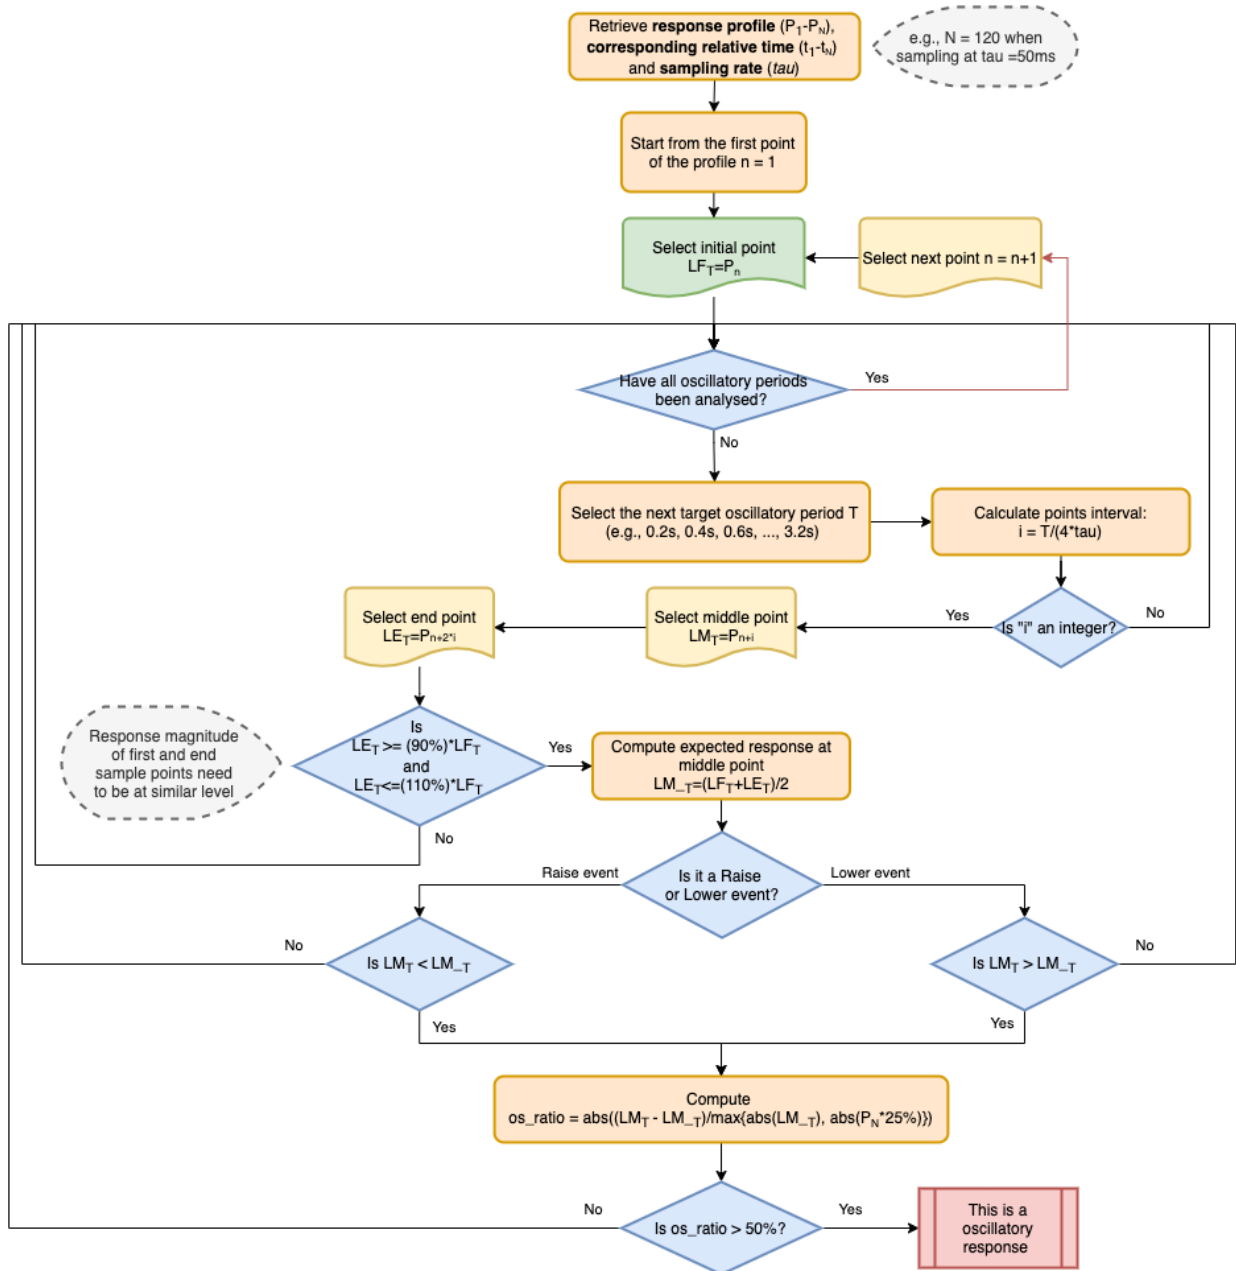 Retrieve response profile (P1-PN),
corresponding relative time (t1-tN)
and sampling rate (tau)
e.g., N = 120 when
sampling at tau =50ms
Start from the first point
of the profile n = 1
Select initial point
LFT=Pn
Select next point n = n+1
Have all oscillatory periods
been analysed?
Yes
No
Select the next target oscillatory period T
(e.g., 0.2s, 0.4s, 0.6s, ..., 3.2s)
Calculate points interval:
i = T/(4*tau)
Is "i" an integer?
Yes
No
Select middle point
LMT=Pn+i
Select end point
LET=Pn+2*i
Response magnitude
of first and end
sample points need
to be at similar level
Is
LET >= (90%)*LFT
and
LET<=(110%)*LFT
Yes
No
Compute expected response at
middle point
LM_T=(LFT+LET)/2
Is it a Raise
or Lower event?
Raise event
Lower event
Is LMT < LM_T
No
Yes
Is LMT > LM_T
No
Yes
Compute
os_ratio = abs((LMT - LM_T)/max{abs(LM_T), abs(PN*25%)})
Is os_ratio > 50%?
No
Yes
This is a
oscillatory
response